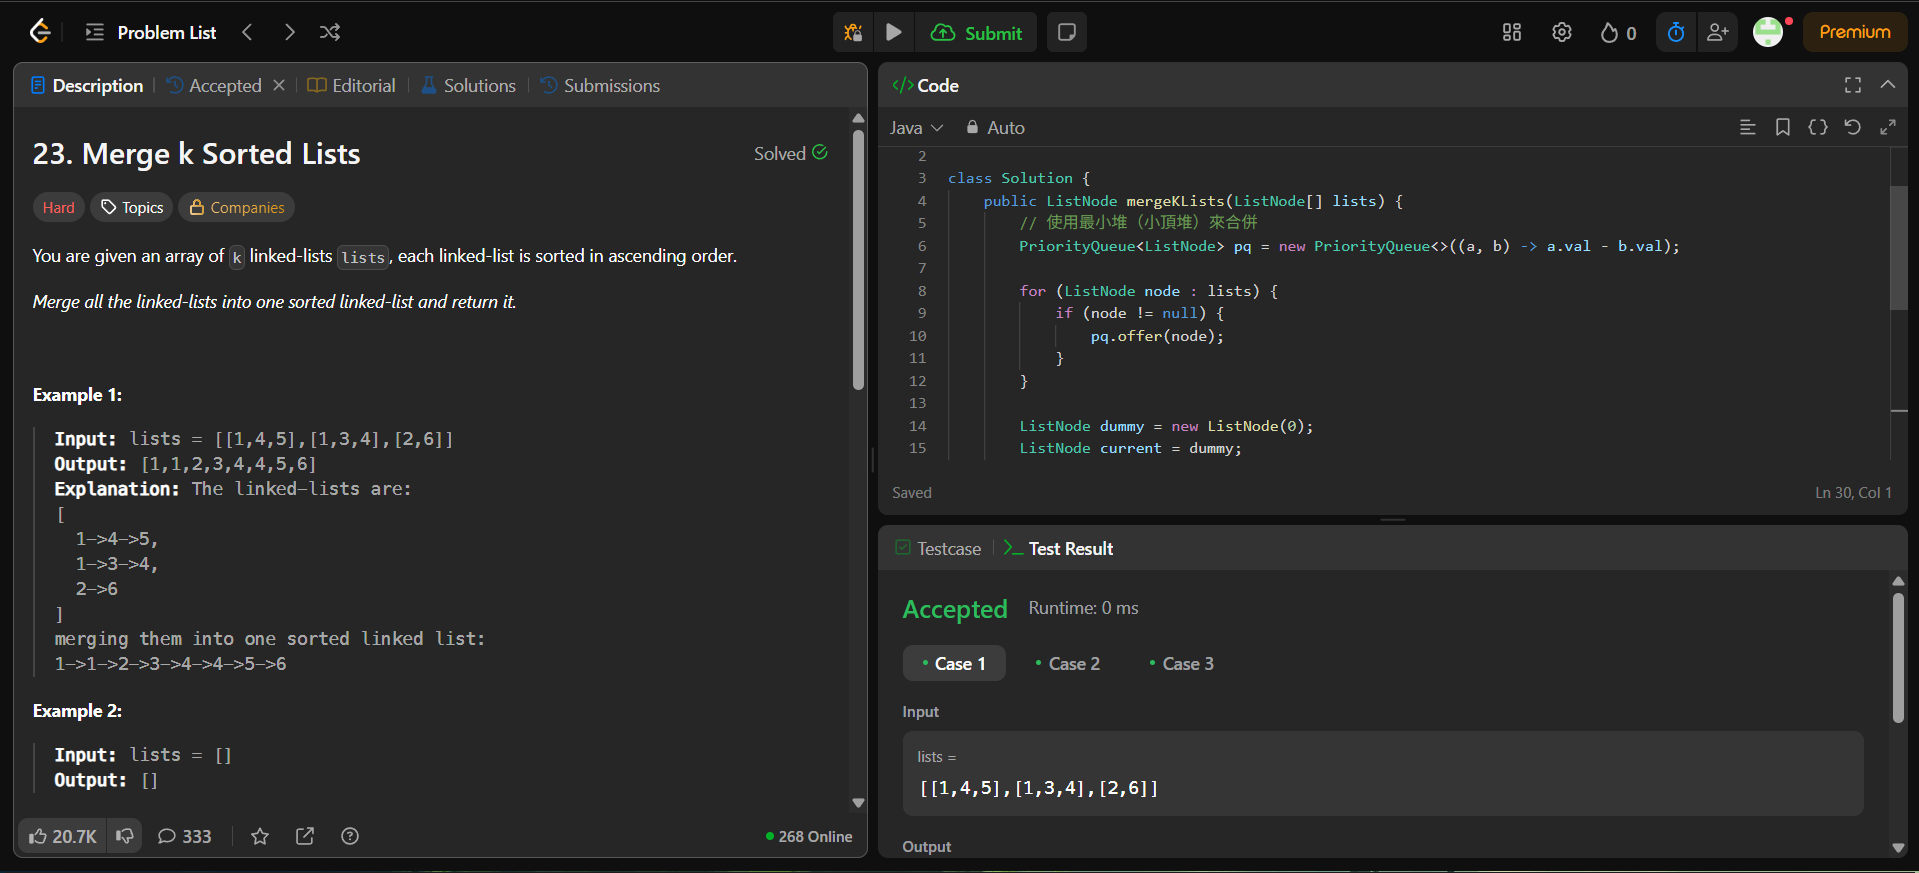 Problem List
Submit
0
Premium
Description
Accepted
Editorial
Solutions
Submissions
23. Merge k Sorted Lists
Solved
Hard
Topics
Companies
You are given an array of k linked-lists lists, each linked-list is sorted in ascending order.
Merge all the linked-lists into one sorted linked-list and return it.
Example 1:
Input: lists = [[1,4,5],[1,3,4],[2,6]]
Output: [1,1,2,3,4,4,5,6]
Explanation: The linked-lists are:
[
1->4->5,
1->3->4,
2->6
]
merging them into one sorted linked list:
1->1->2->3->4->4->5->6
Example 2:
Input: lists = []
Output: []
20.7K
333
268 Online
</> Code
Java
Auto
2
3 class Solution {
4 public ListNode mergeKLists(ListNode[] lists) {
5 // 使用最小堆（小頂堆）來合併
6 PriorityQueue<ListNode> pq = new PriorityQueue<>((a, b) -> a.val - b.val);
7
8 for (ListNode node : lists) {
9 if (node != null) {
10 pq.offer(node);
11 }
12 }
13
14 ListNode dummy = new ListNode(0);
15 ListNode current = dummy;
Saved
Ln 30, Col 1
Testcase
Test Result
Accepted
Runtime: 0 ms
Case 1
Case 2
Case 3
Input
lists =
[[1,4,5],[1,3,4],[2,6]]
Output